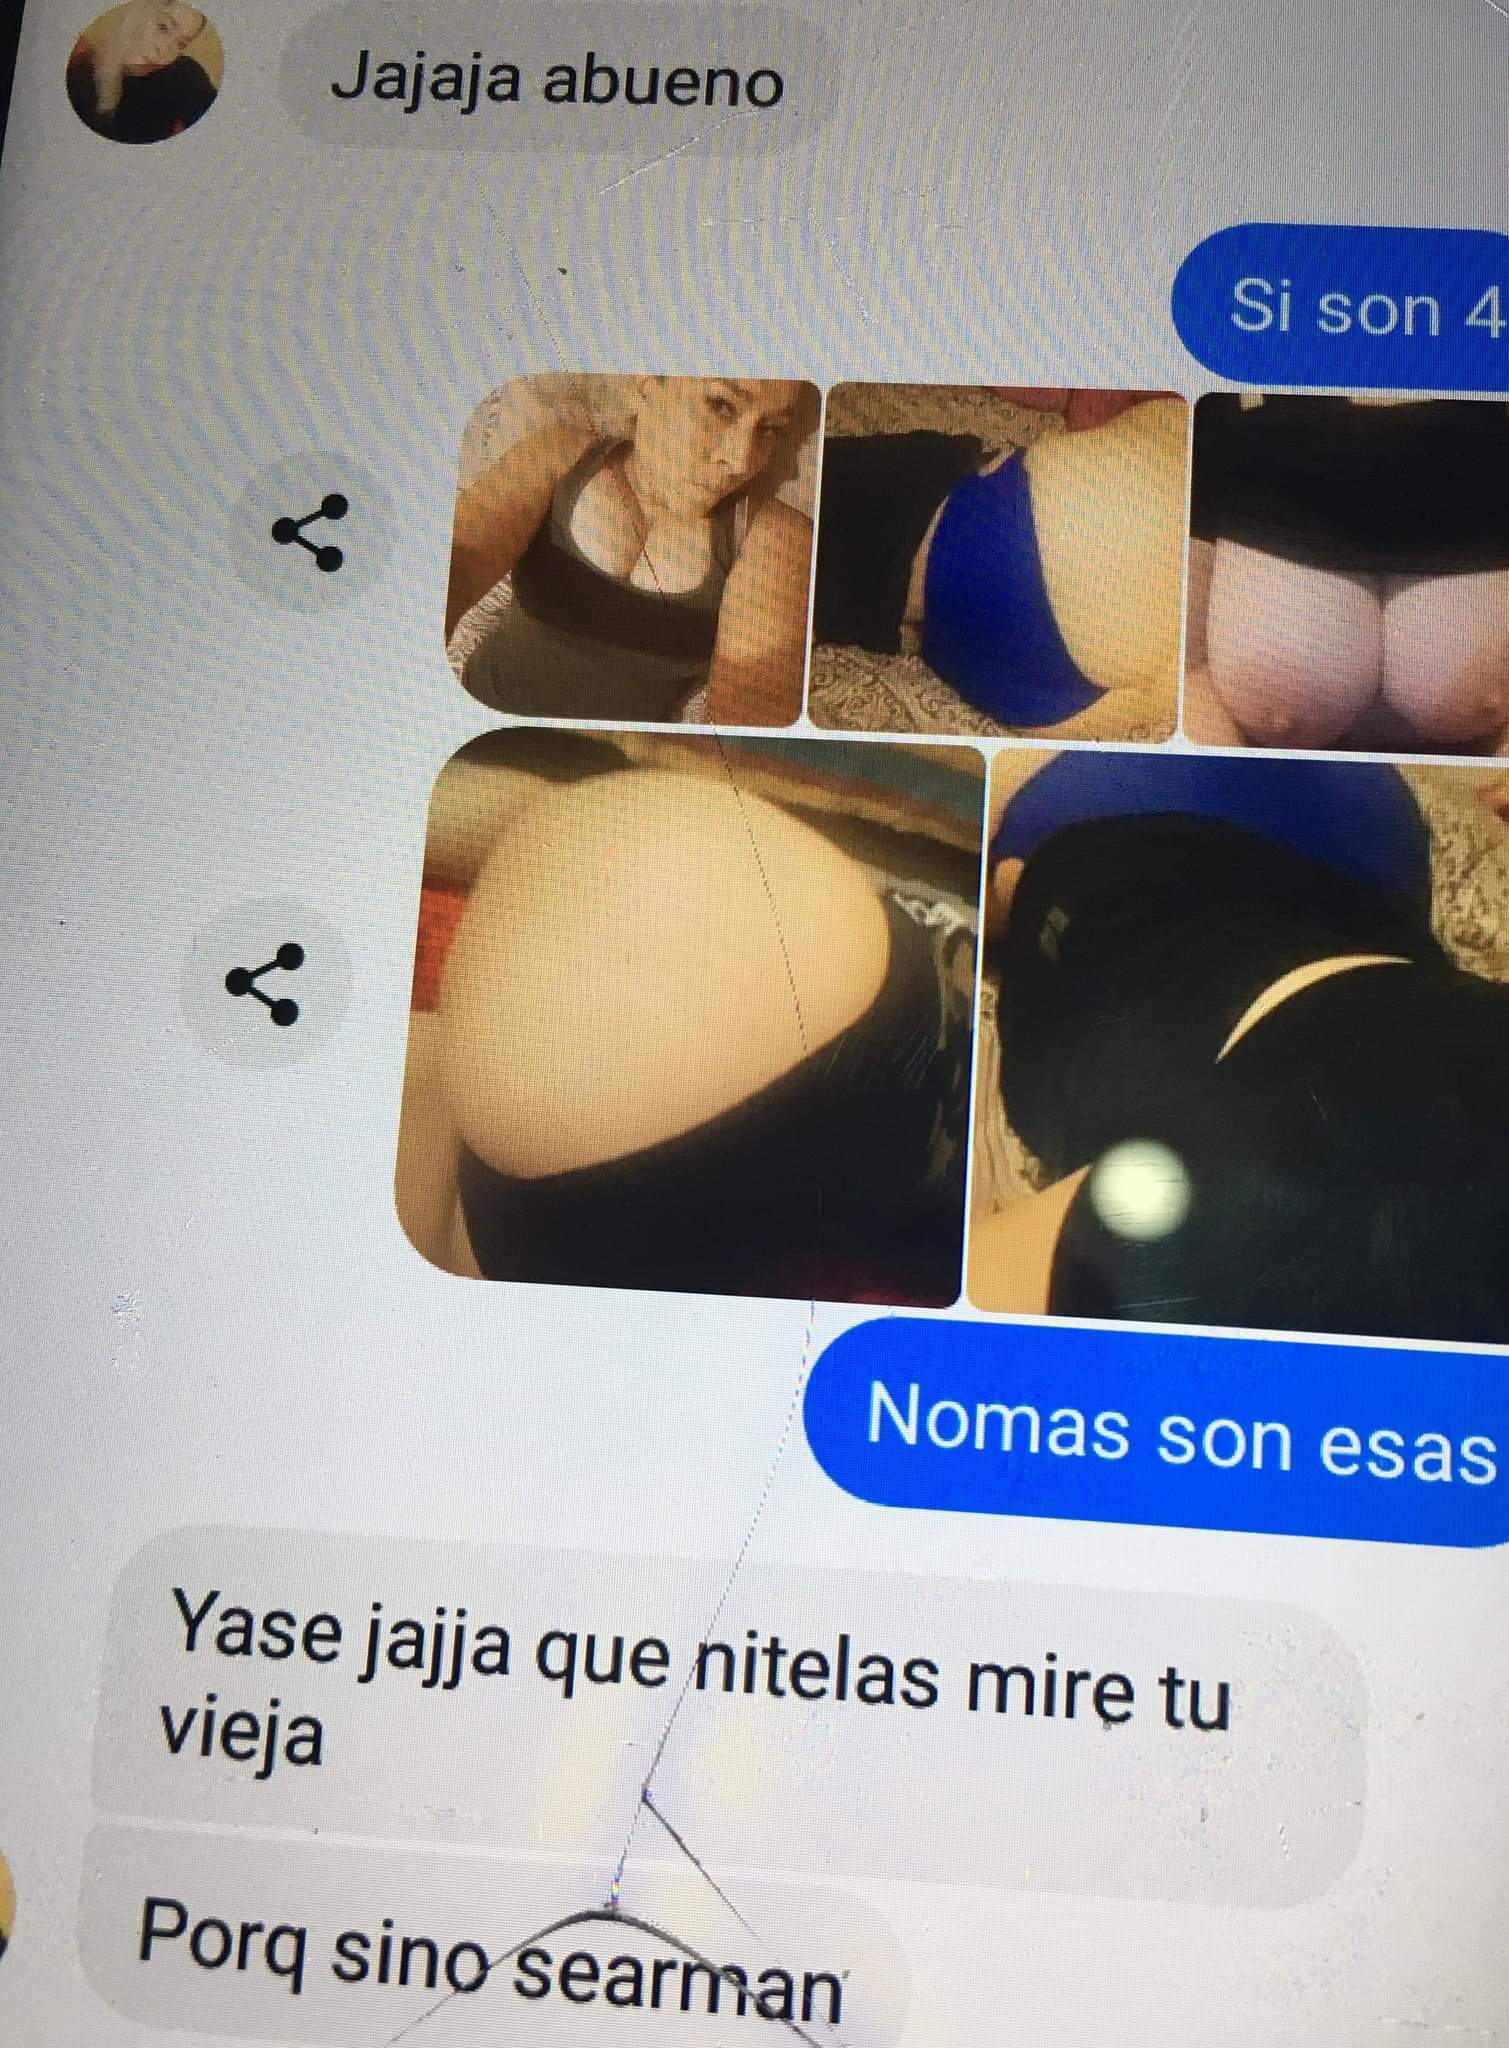 Jajaja abueno
Si son 4
Nomas son esas
Yase jajja que nitelas mire tu
vieja
Porq sino searman